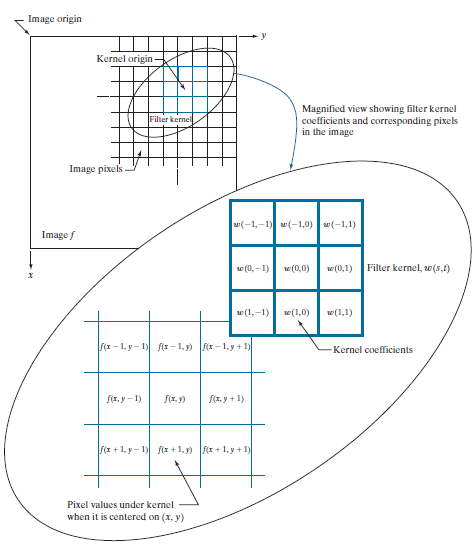 Image origin
y
Kernel origin
Filter kernel
Magnified view showing filter kernel
coefficients and corresponding pixels
in the image
Image pixels
Image f
x
w(−1,−1) w(−1,0) w(−1,1)
w(0,−1) w(0,0) w(0,1)
Filter kernel, w(s,t)
w(1,−1) w(1,0) w(1,1)
Kernel coefficients
f(x − 1, y − 1) f(x − 1, y) f(x − 1, y + 1)
f(x, y − 1) f(x, y) f(x, y + 1)
f(x + 1, y − 1) f(x + 1, y) f(x + 1, y + 1)
Pixel values under kernel
when it is centered on (x, y)